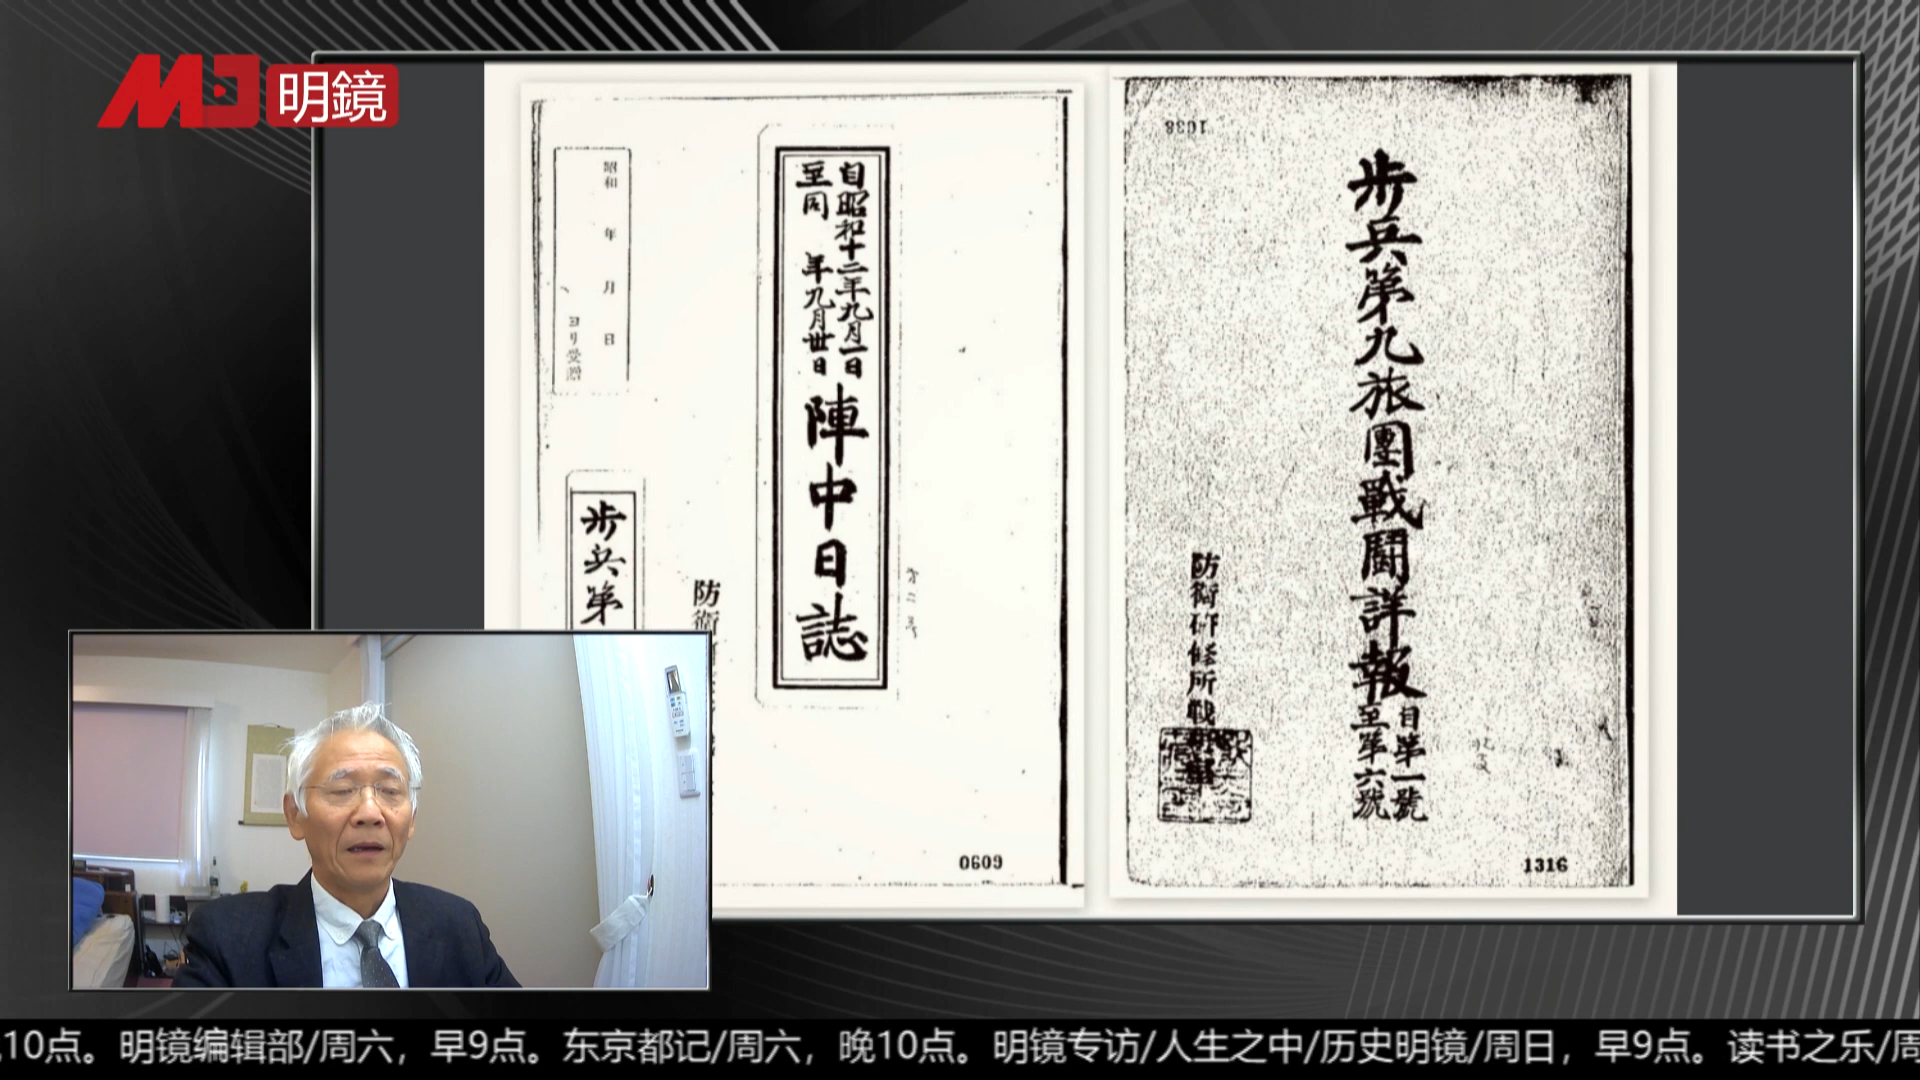 明鏡
昭和 年 月 日
ヨリ受
自昭和十二年九月一日
至同 年九月卅日
陣中日誌
步兵第
防衛
0609
1638
步兵第九旅團戰鬪詳報
自第一號
至第六號
防衛研修所戰
1316
10点。明镜编辑部/周六，早9点。东京都记/周六，晚10点。明镜专访/人生之中/历史明镜/周日，早9点。读书之乐/周